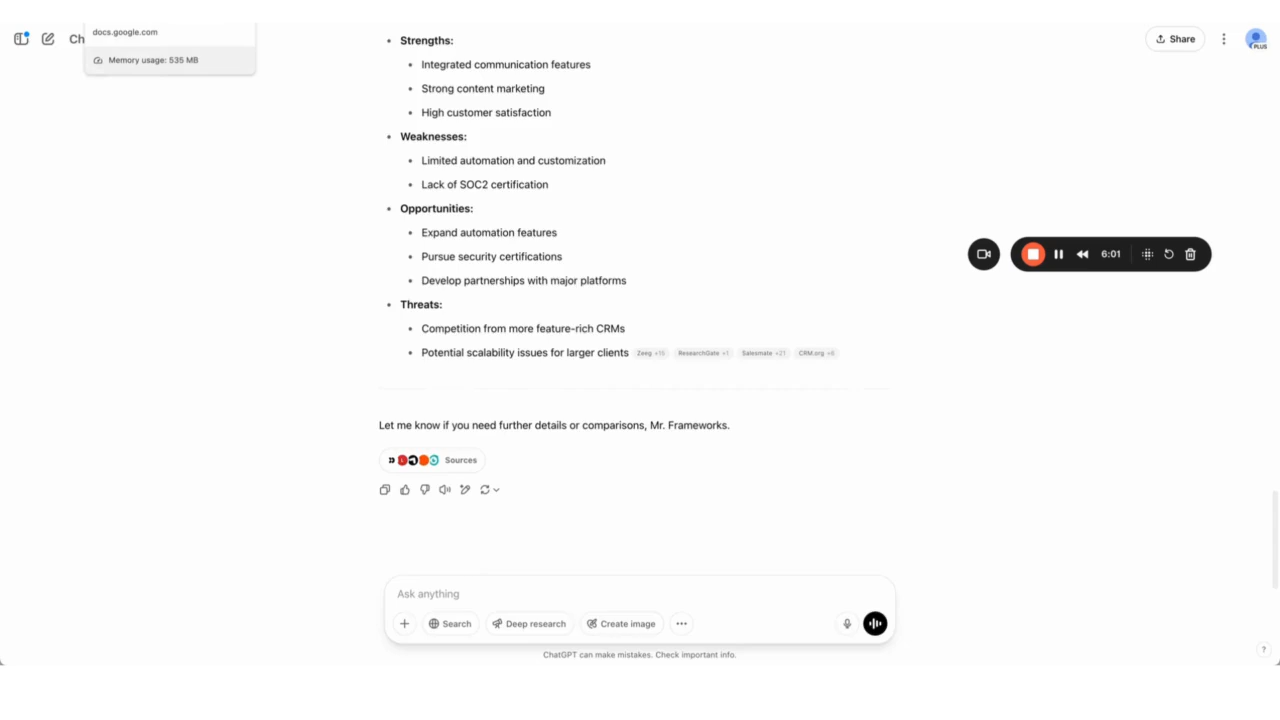 docs.google.com
Memory usage: 535 MB
Ch
Share
PLUS
Strengths:
Integrated communication features
Strong content marketing
High customer satisfaction
Weaknesses:
Limited automation and customization
Lack of SOC2 certification
Opportunities:
Expand automation features
Pursue security certifications
Develop partnerships with major platforms
6:01
Threats:
Competition from more feature-rich CRMs
Potential scalability issues for larger clients Zeeg +15 ResearchGate +1 Salesmate +21 CRM.org +6
Let me know if you need further details or comparisons, Mr. Frameworks.
Sources
Ask anything
Search Deep research Create image
ChatGPT can make mistakes. Check important info.
?